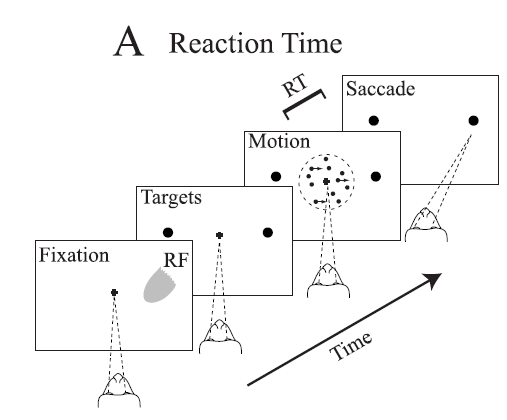 A Reaction Time
RT
Saccade
Motion
Targets
Fixation
RF
Time